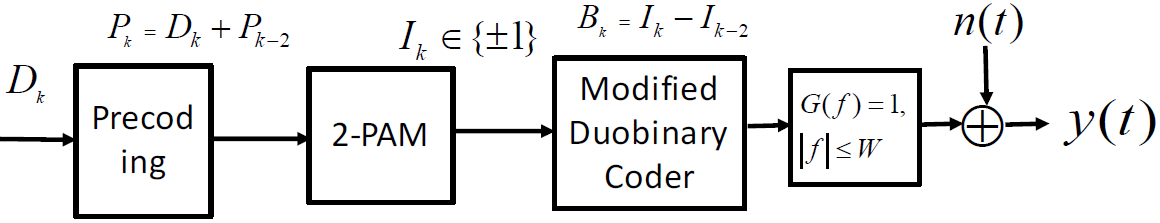 P_k = D_k + P_{k-2}
I_k ∈ {±1}
B_k = I_k − I_{k-2}
n(t)
D_k
Precod
ing
2-PAM
Modified
Duobinary
Coder
G(f) = 1,
|f| ≤ W
y(t)